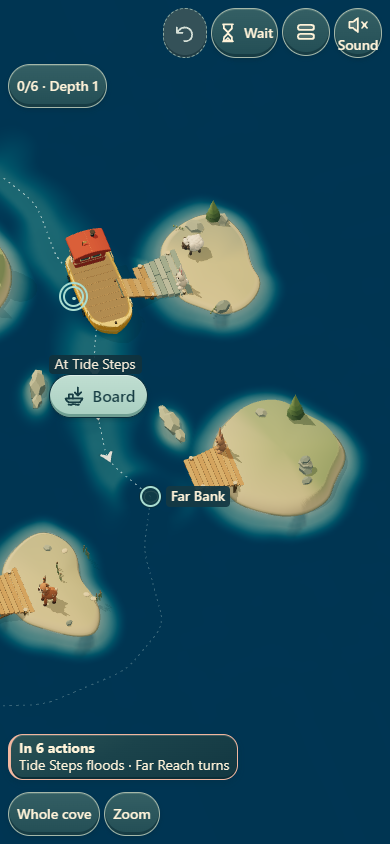 Wait
Sound
0/6 · Depth 1
At Tide Steps
Board
Far Bank
In 6 actions
Tide Steps floods · Far Reach turns
Whole cove
Zoom